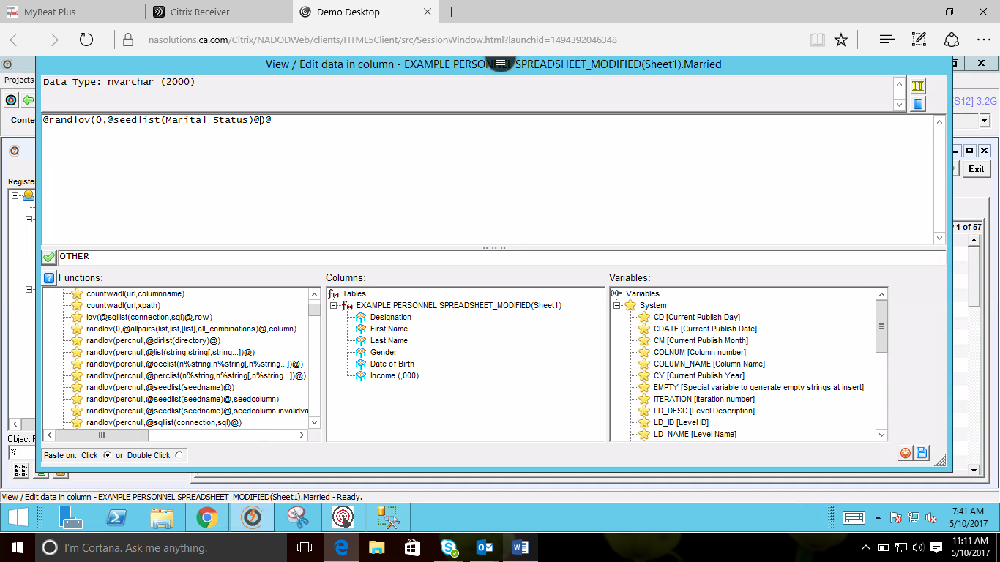 MyBeat Plus
Citrix Receiver
Demo Desktop
nasolutions.ca.com/Citrix/NADODWeb/clients/HTML5Client/src/SessionWindow.html?launchid=1494392046348
View / Edit data in column - EXAMPLE PERSONNEL SPREADSHEET_MODIFIED(Sheet1).Married
Projects
Data Type: nvarchar (2000)
S12] 3.2G
Conte
@randlov(0,@seedlist(Marital Status)@)@
Exit
Registe
1 of 57
OTHER
Functions:
countwadl(url,columnname)
countwadl(url,xpath)
lov(@sqllist(connection,sql)@,row)
randlov(0,@allpairs(list,list,[list],all_combinations)@,column)
randlov(percnull,@dirlist(directory)@)
randlov(percnull,@list(string,string[,string...])@)
randlov(percnull,@occlist(n%string,n%string[,n%string...])@)
randlov(percnull,@perclist(n%string,n%string[,n%string...])@)
randlov(percnull,@seedlist(seedname)@)
randlov(percnull,@seedlist(seedname)@,seedcolumn)
randlov(percnull,@seedlist(seedname)@,seedcolumn,invalidva
randlov(percnull,@sqllist(connection,sql)@)
Columns:
Tables
EXAMPLE PERSONNEL SPREADSHEET_MODIFIED(Sheet1)
Designation
First Name
Last Name
Gender
Date of Birth
Income (,000)
Variables:
(x)= Variables
System
CD [Current Publish Day]
CDATE [Current Publish Date]
CM [Current Publish Month]
COLNUM [Column number]
COLUMN_NAME [Column Name]
CY [Current Publish Year]
EMPTY [Special variable to generate empty strings at insert]
ITERATION [Iteration number]
LD_DESC [Level Description]
LD_ID [Level ID]
LD_NAME [Level Name]
Object F
%
Paste on: Click or Double Click
View / Edit data in column - EXAMPLE PERSONNEL SPREADSHEET_MODIFIED(Sheet1).Married - Ready.
7:41 AM
5/10/2017
I'm Cortana. Ask me anything.
11:11 AM
5/10/2017